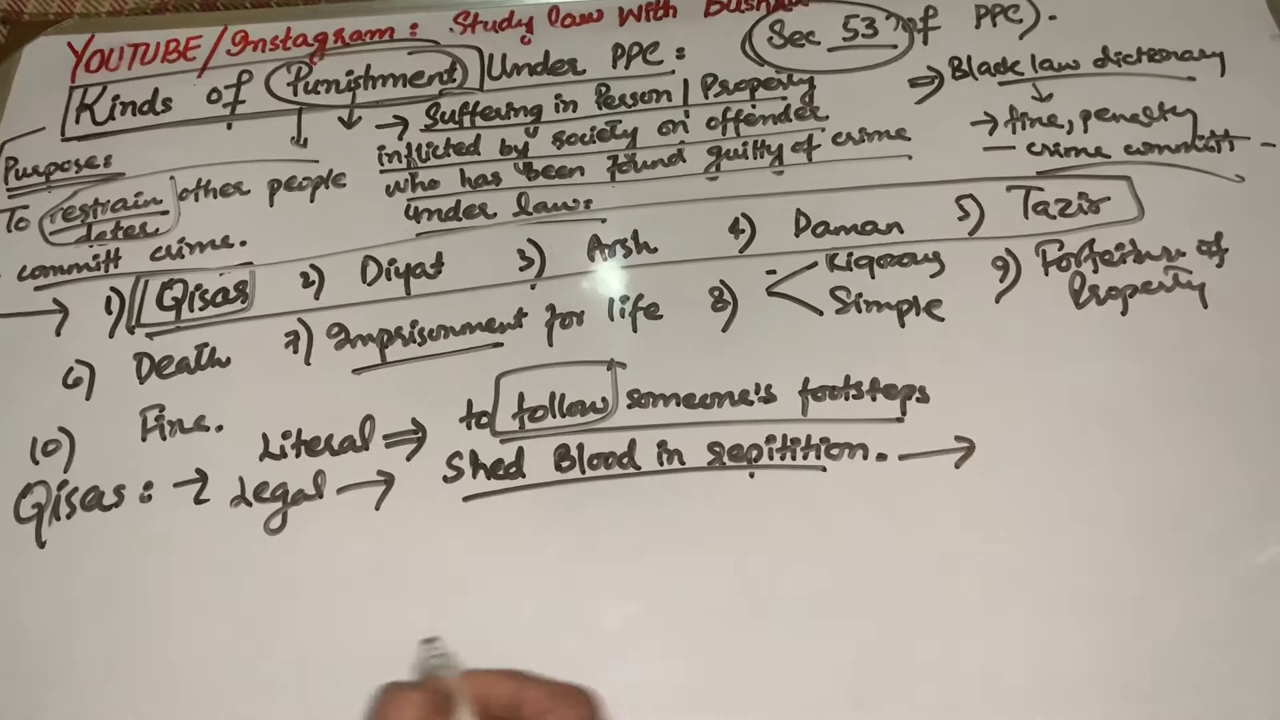 YOUTUBE/Instagram: Study law with Bushra
Kinds of Punishment Under PPC: (Sec 53 of PPC).
→ Suffering in Person / Property
inflicted by society on offender
who has been found guilty of crime
under law:
⇒ Black law dictionary
→ fine, penalty
— crime committ —
Purposes:
To restrain other people
deter
committ crime.
→ 1) Qisas 2) Diyat 3) Arsh 4) Daman 5) Tazir
6) Death 7) Imprisonment for life 8) Rigorous
Simple
9) Forfeiture of
Property
10) Fine.
Literal ⇒ to follow someone's footsteps
Qisas: → Legal → Shed Blood in repitition. →